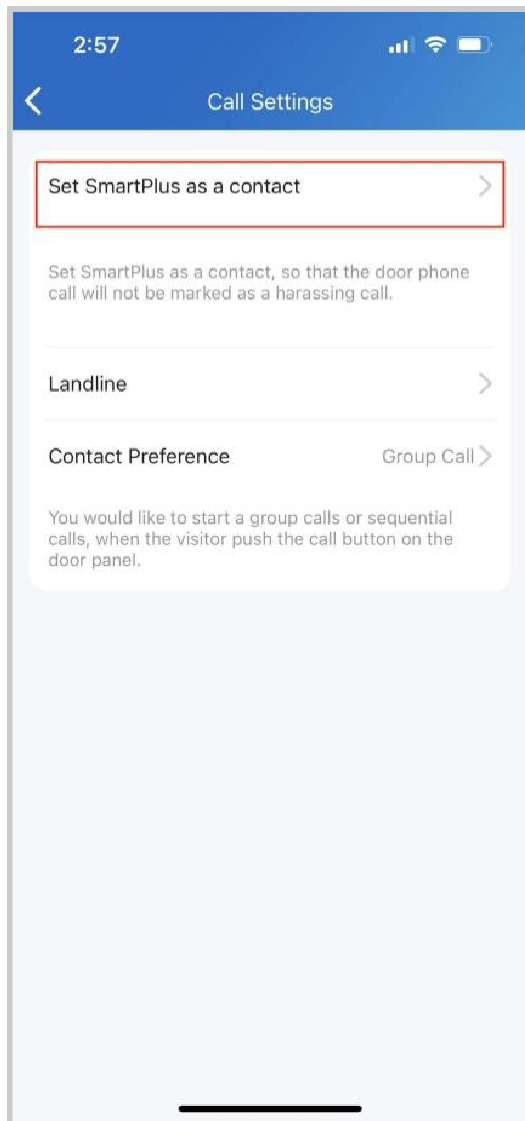 2:57
Call Settings
Set SmartPlus as a contact
Set SmartPlus as a contact, so that the door phone
call will not be marked as a harassing call.
Landline
Contact Preference Group Call
You would like to start a group calls or sequential
calls, when the visitor push the call button on the
door panel.